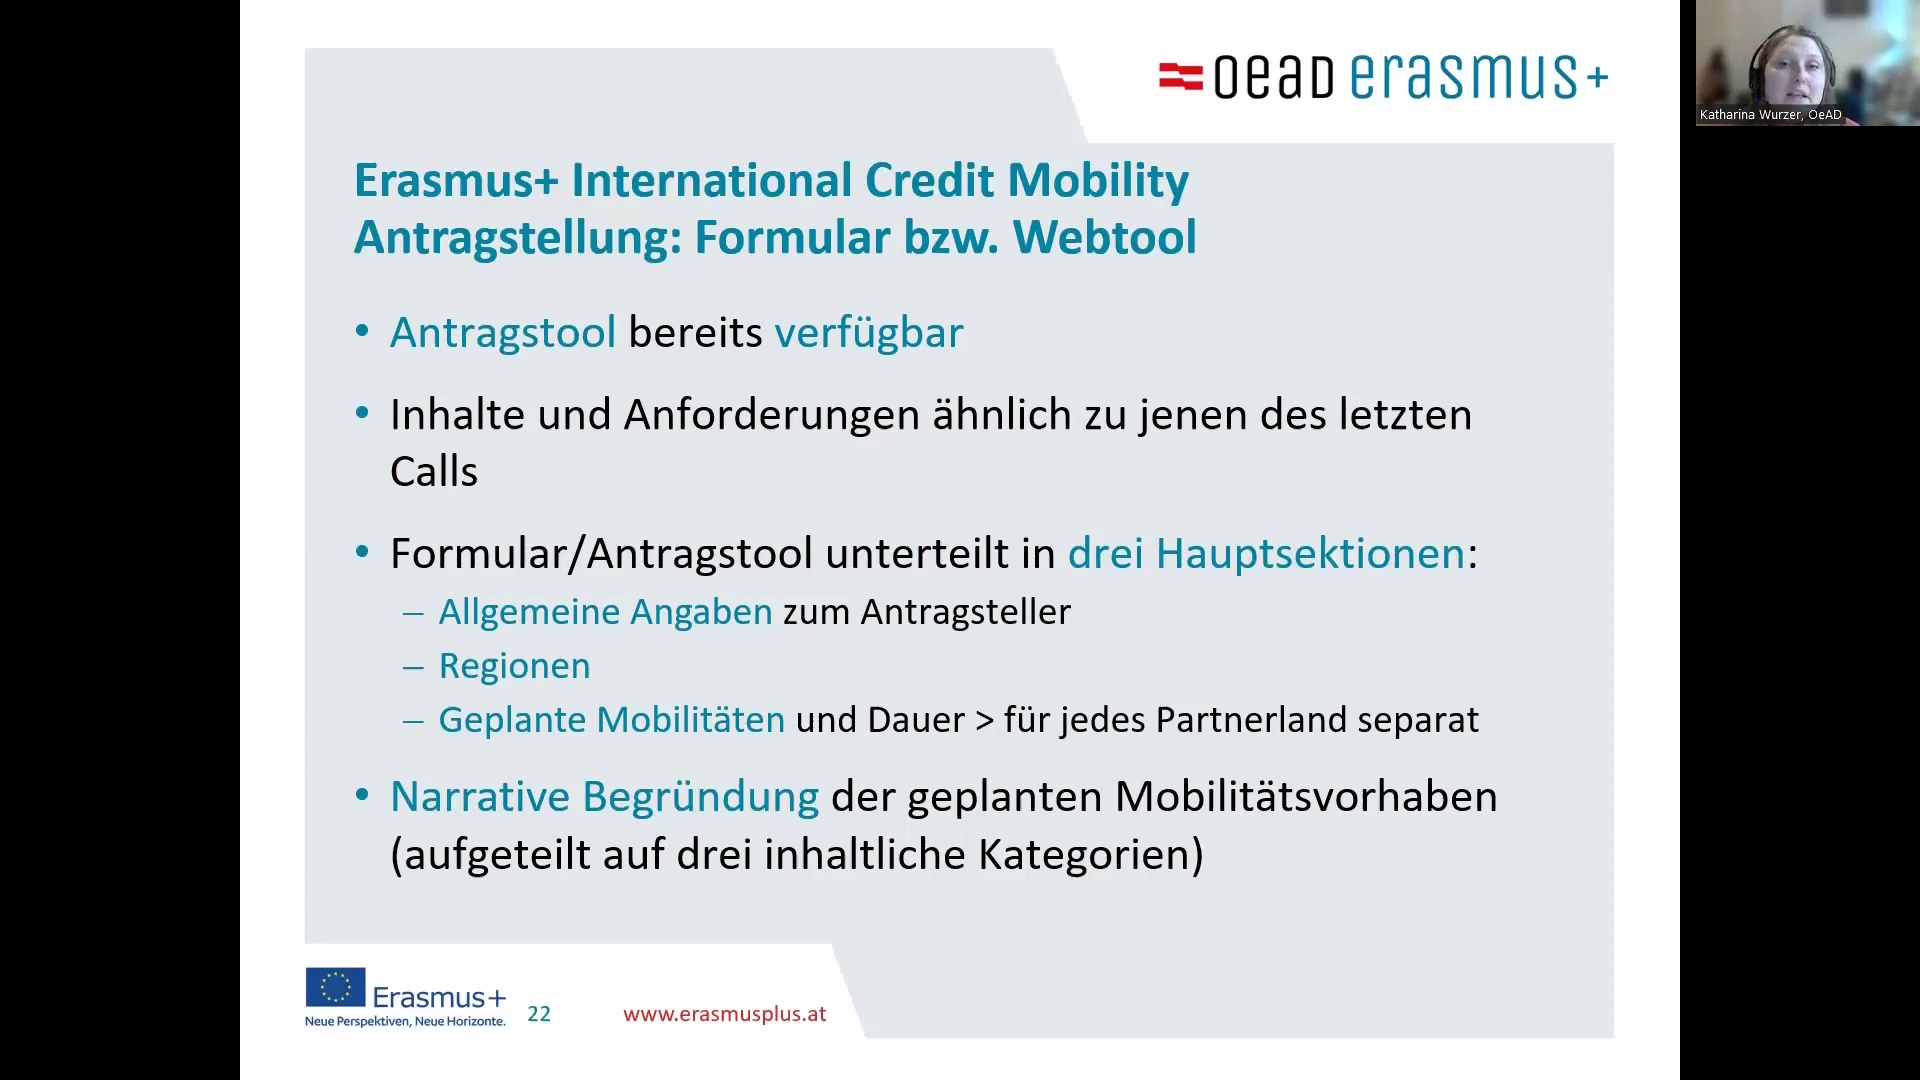 oead erasmus+
Katharina Wurzer, OeAD
Erasmus+ International Credit Mobility
Antragstellung: Formular bzw. Webtool
• Antragstool bereits verfügbar
• Inhalte und Anforderungen ähnlich zu jenen des letzten
Calls
• Formular/Antragstool unterteilt in drei Hauptsektionen:
– Allgemeine Angaben zum Antragsteller
– Regionen
– Geplante Mobilitäten und Dauer > für jedes Partnerland separat
• Narrative Begründung der geplanten Mobilitätsvorhaben
(aufgeteilt auf drei inhaltliche Kategorien)
Erasmus+
Neue Perspektiven, Neue Horizonte.
22
www.erasmusplus.at